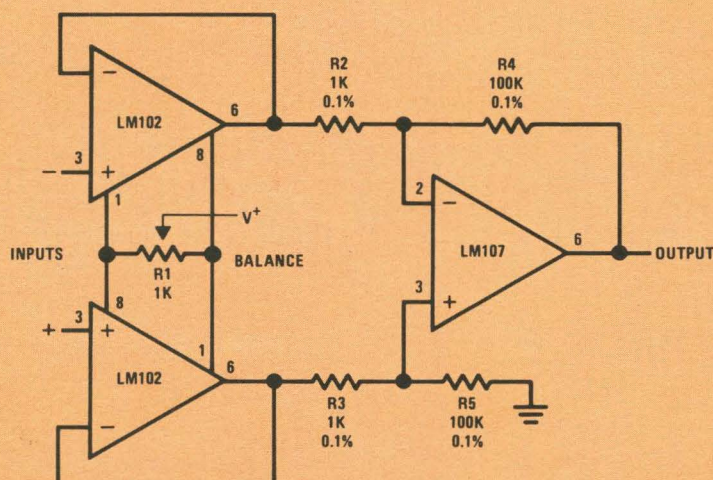 R2
1K
0.1%
R4
100K
0.1%
−
6
LM102
8
3
− +
1
2
−
V+
6
LM107
OUTPUT
INPUTS
R1
1K
BALANCE
3
+
8
3
+ +
1
6
LM102
−
R3
1K
0.1%
R5
100K
0.1%